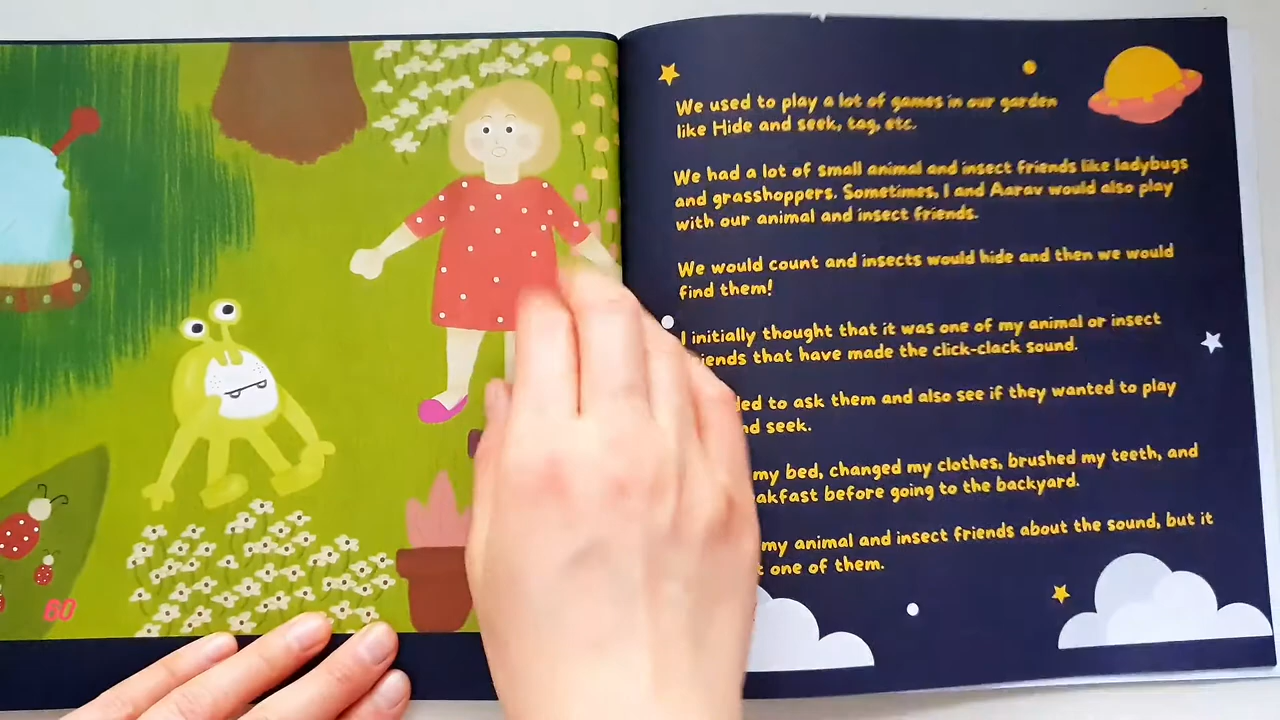 60
We used to play a lot of games in our garden
like Hide and seek, tag, etc.
We had a lot of small animal and insect friends like ladybugs
and grasshoppers. Sometimes, I and Aarav would also play
with our animal and insect friends.
We would count and insects would hide and then we would
find them!
I initially thought that it was one of my animal or insect
that have made the click-clack sound.
to ask them and also see if they wanted to play
seek.
my bed, changed my clothes, brushed my teeth, and
before going to the backyard.
my animal and insect friends about the sound, but it
one of them.